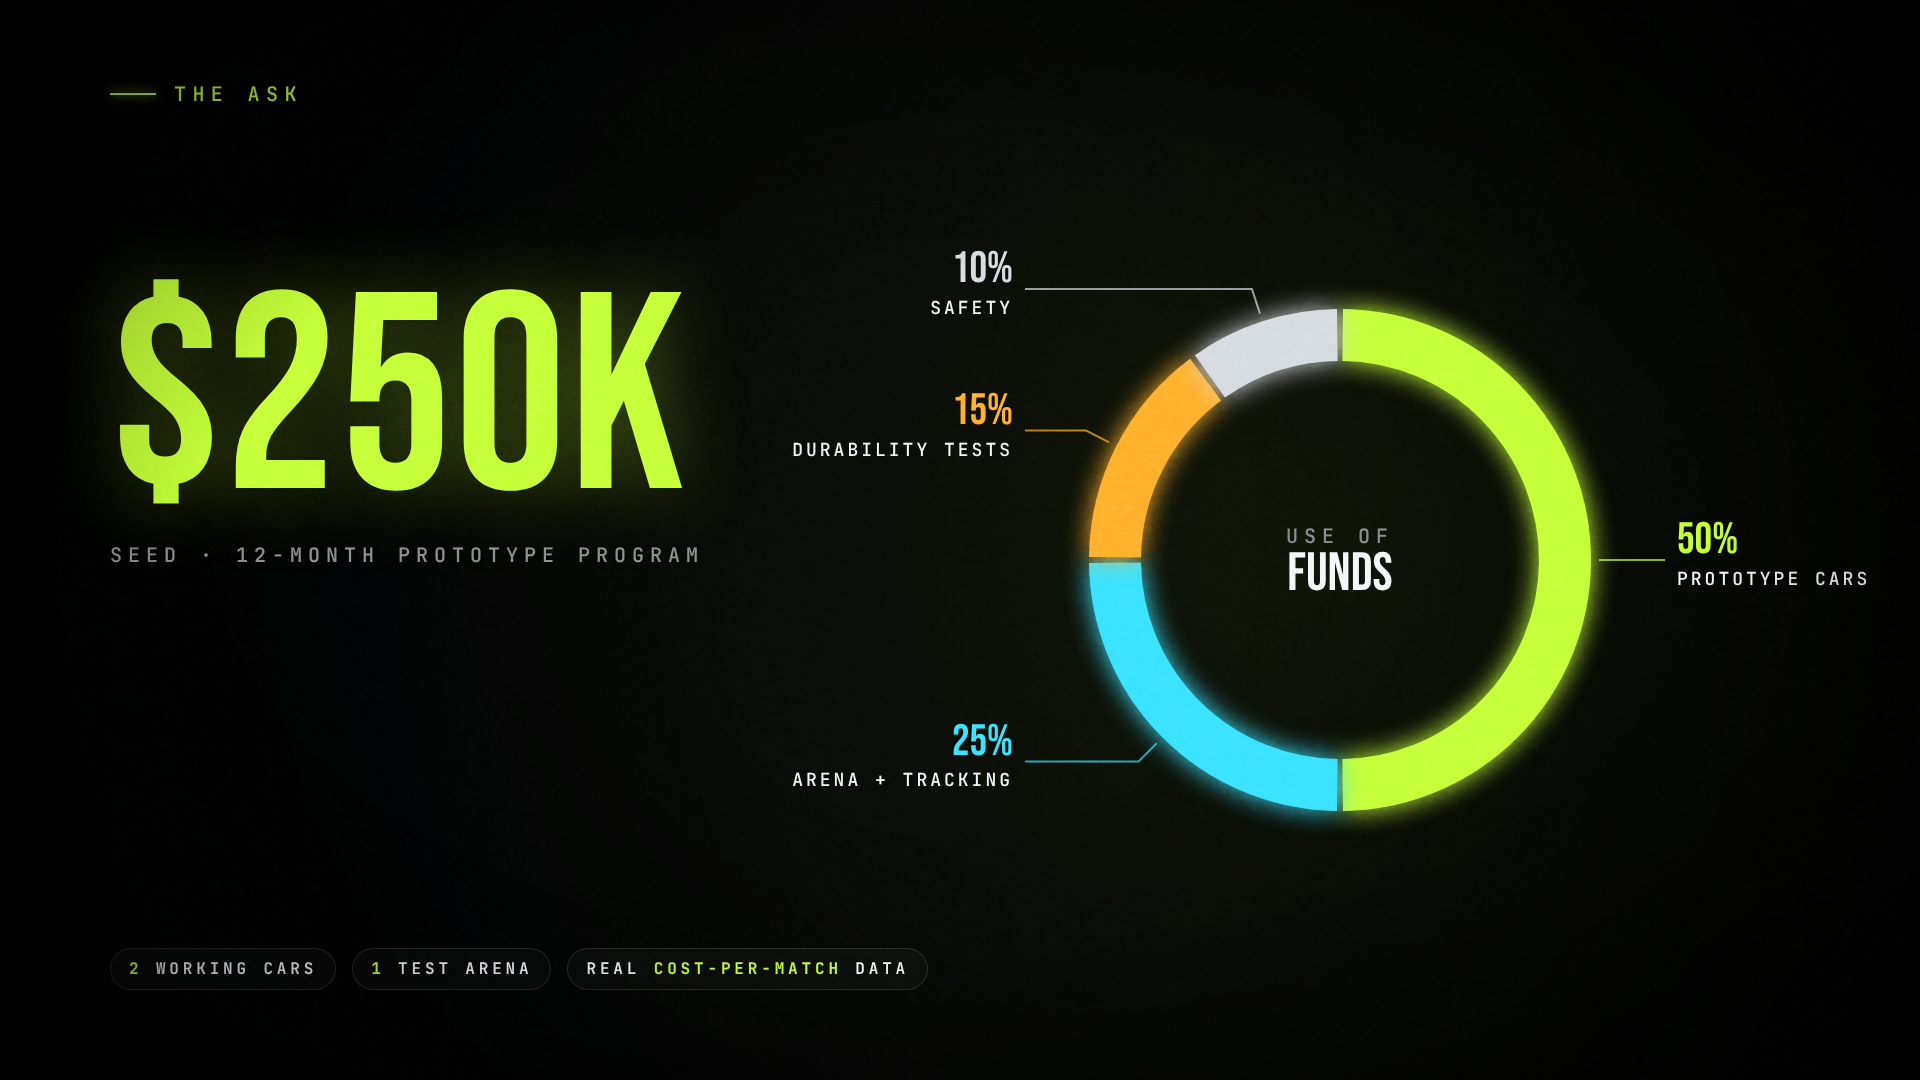 THE ASK
$250K
SEED · 12-MONTH PROTOTYPE PROGRAM
10%
SAFETY
15%
DURABILITY TESTS
USE OF
FUNDS
50%
PROTOTYPE CARS
25%
ARENA + TRACKING
2 WORKING CARS
1 TEST ARENA
REAL COST-PER-MATCH DATA